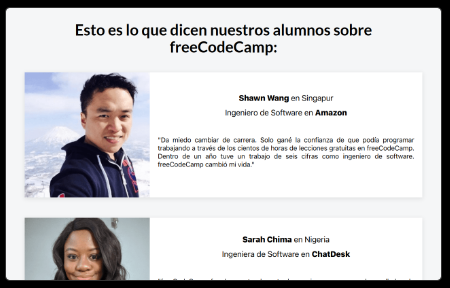 Esto es lo que dicen nuestros alumnos sobre
freeCodeCamp:
Shawn Wang en Singapur
Ingeniero de Software en Amazon
"Da miedo cambiar de carrera. Solo gané la confianza de que podía programar
trabajando a través de los cientos de horas de lecciones gratuitas en freeCodeCamp.
Dentro de un año tuve un trabajo de seis cifras como ingeniero de software.
freeCodeCamp cambió mi vida."
Sarah Chima en Nigeria
Ingeniera de Software en ChatDesk